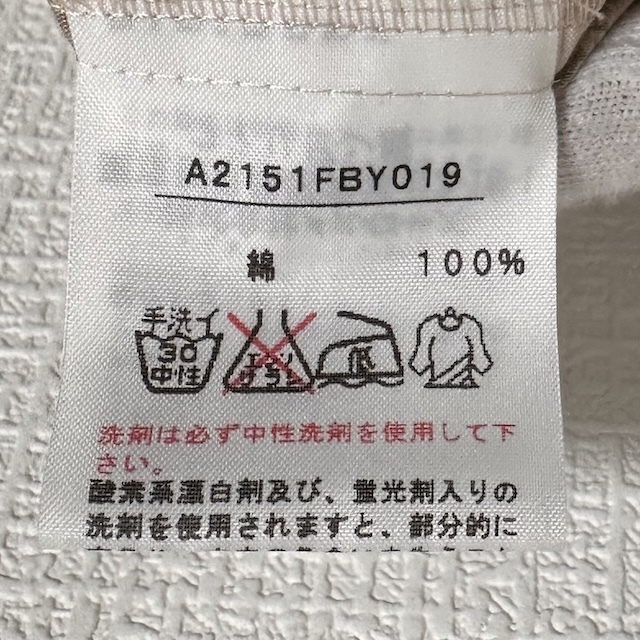 A2151FBY019
綿 100%
手洗イ
30
中性
エンソ
サラシ
低
洗剤は必ず中性洗剤を使用して下
さい。
酸素系漂白剤及び、蛍光剤入りの
洗剤を使用されますと、部分的に